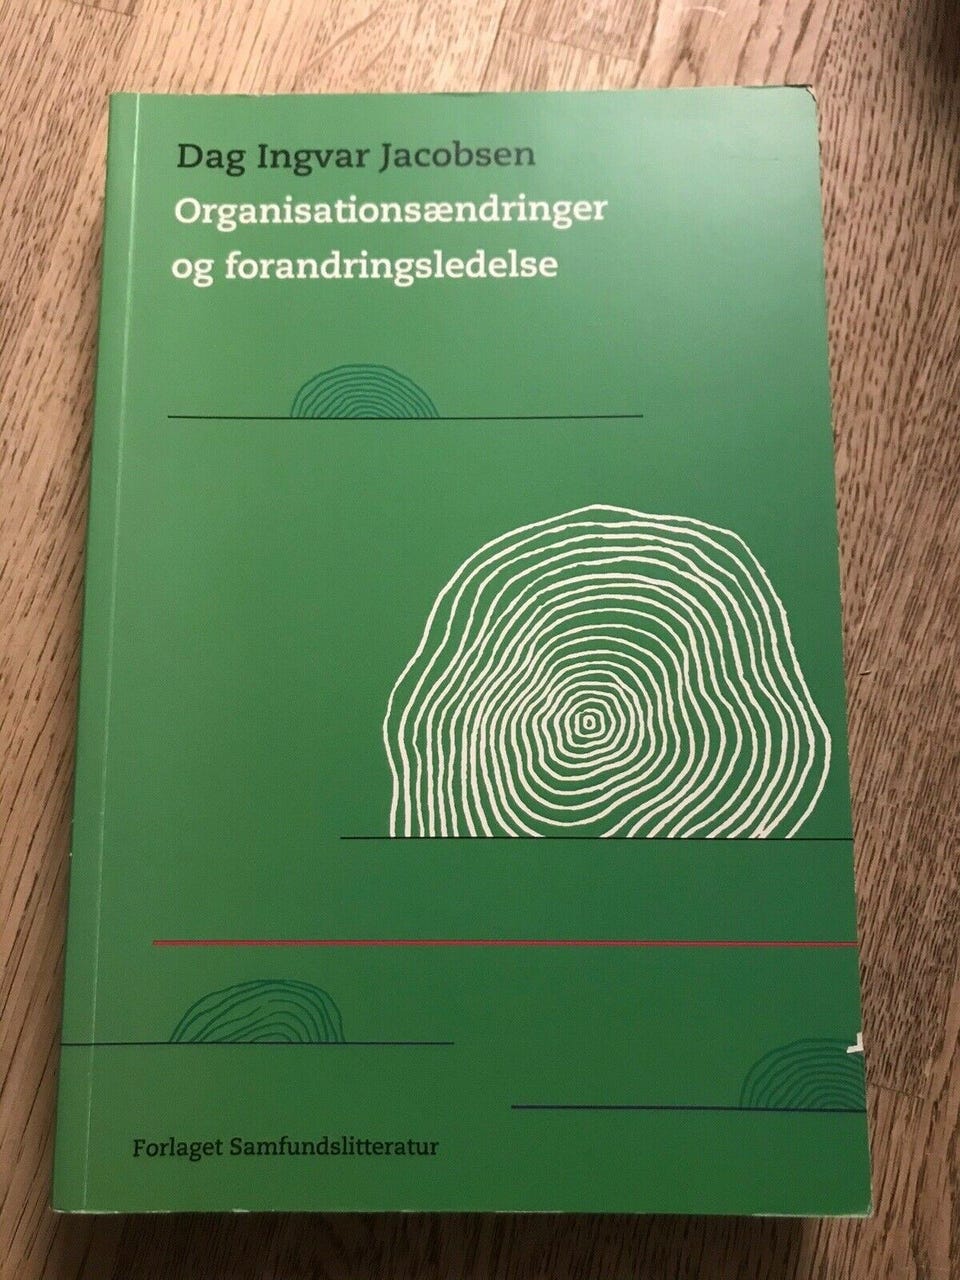 Dag Ingvar Jacobsen
Organisationsændringer
og forandringsledelse
Forlaget Samfundslitteratur